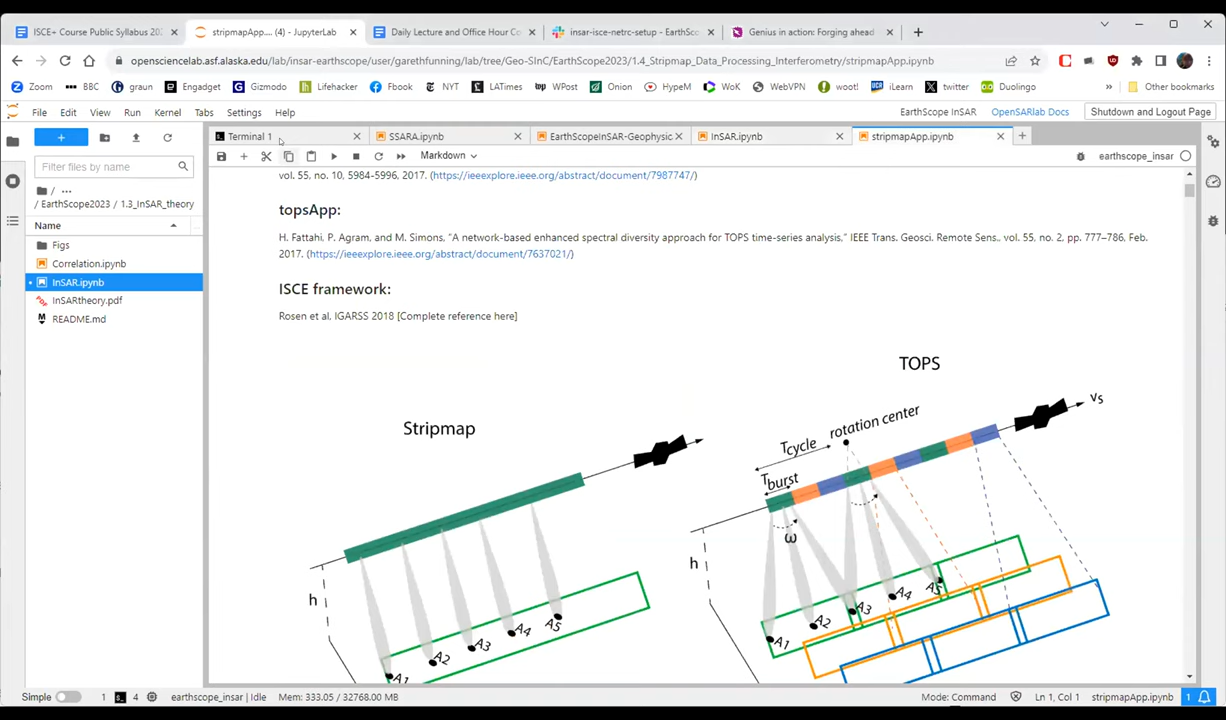 ISCE+ Course Public Syllabus 202
stripmapApp.... (4) - JupyterLab
Daily Lecture and Office Hour Co
insar-isce-netrc-setup - EarthSco
Genius in action: Forging ahead
opensciencelab.asf.alaska.edu/lab/insar-earthscope/user/garethfunning/lab/tree/Geo-SInC/EarthScope2023/1.4_Stripmap_Data_Processing_Interferometry/stripmapApp.ipynb
Zoom BBC graun Engadget Gizmodo Lifehacker Fbook NYT LATimes WPost Onion HypeM WoK WebVPN woot! iLearn twitter Duolingo Other bookmarks
File Edit View Run Kernel Tabs Settings Help
EarthScope InSAR OpenSARlab Docs Shutdown and Logout Page
Terminal 1 SSARA.ipynb EarthScopeInSAR-Geophysic InSAR.ipynb stripmapApp.ipynb
Markdown earthscope_insar
Filter files by name
/ ...
/ EarthScope2023 / 1.3_InSAR_theory
Name
Figs
Correlation.ipynb
InSAR.ipynb
InSARtheory.pdf
README.md
vol. 55, no. 10, 5984-5996, 2017. (https://ieeexplore.ieee.org/abstract/document/7987747/)
topsApp:
H. Fattahi, P. Agram, and M. Simons, "A network-based enhanced spectral diversity approach for TOPS time-series analysis," IEEE Trans. Geosci. Remote Sens., vol. 55, no. 2, pp. 777–786, Feb.
2017. (https://ieeexplore.ieee.org/abstract/document/7637021/)
ISCE framework:
Rosen et al, IGARSS 2018 [Complete reference here]
Stripmap
h
A1
A2
A3
A4
A5
TOPS
vs
rotation center
Tcycle
Tburst
ω
h
A1
A2
A3
A4
A5
Simple 1 4 earthscope_insar | Idle Mem: 333.05 / 32768.00 MB
Mode: Command Ln 1, Col 1 stripmapApp.ipynb 1